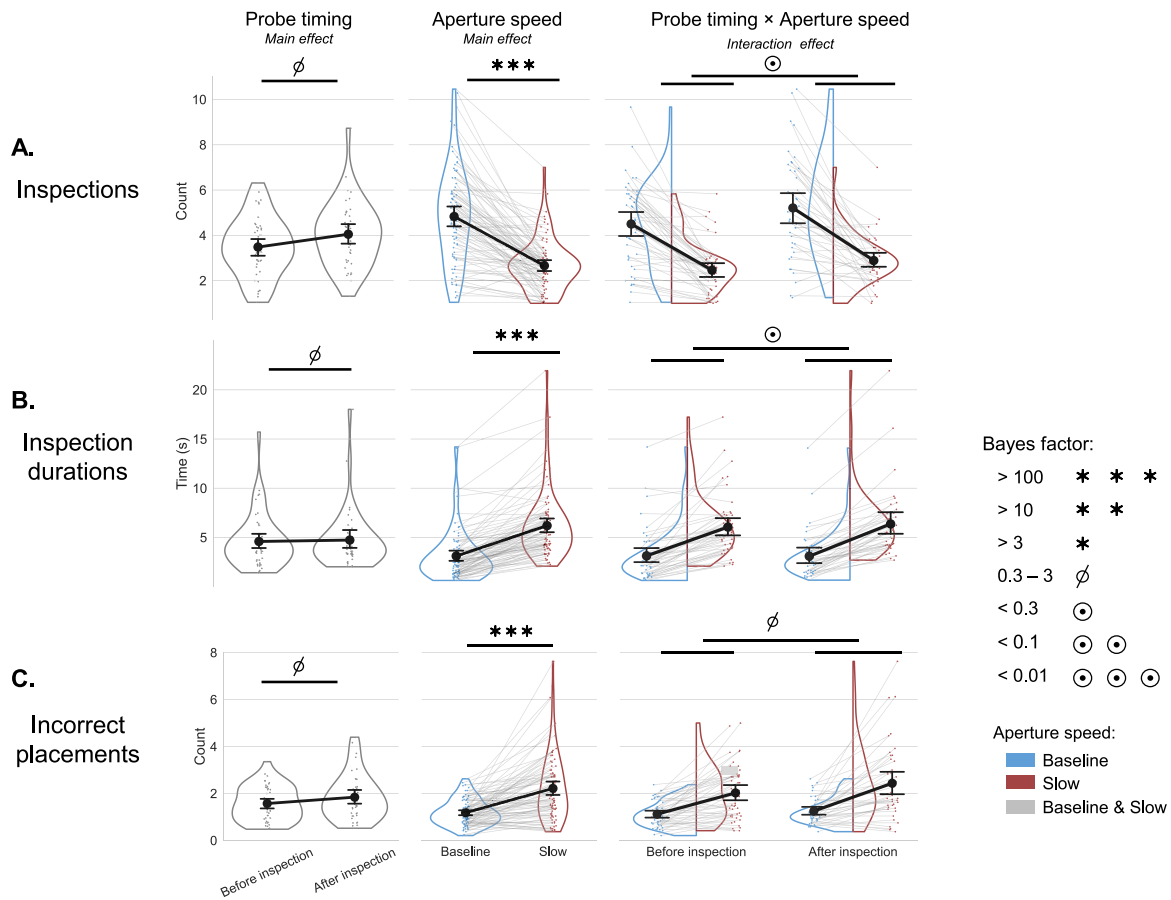 Probe timing
Main effect
Aperture speed
Main effect
Probe timing × Aperture speed
Interaction effect
ϕ
∗∗∗
⊙
A.
Inspections
Count
10
8
6
4
2
ϕ
∗∗∗
⊙
B.
Inspection
durations
Time (s)
20
15
10
5
ϕ
∗∗∗
ϕ
C.
Incorrect
placements
Count
8
6
4
2
0
Before inspection
After inspection
Baseline
Slow
Before inspection
After inspection
Bayes factor:
> 100 ∗ ∗ ∗
> 10 ∗ ∗
> 3 ∗
0.3 – 3 ϕ
< 0.3 ⊙
< 0.1 ⊙ ⊙
< 0.01 ⊙ ⊙ ⊙
Aperture speed:
Baseline
Slow
Baseline & Slow